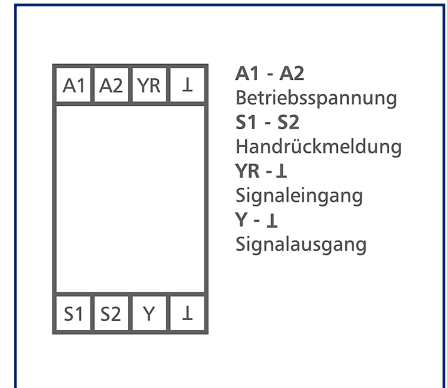 A1 A2 YR ⊥
A1 - A2
Betriebsspannung
S1 - S2
Handrückmeldung
YR - ⊥
Signaleingang
Y - ⊥
Signalausgang
S1 S2 Y ⊥